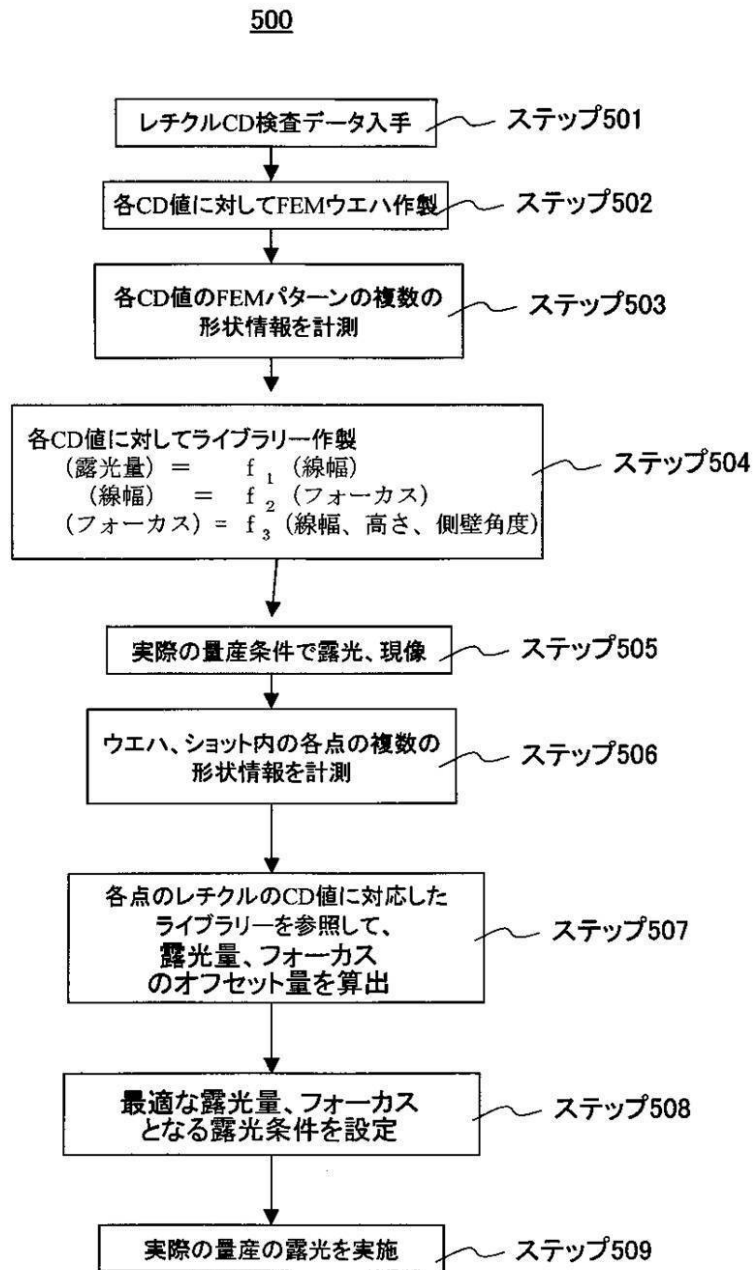 500
レチクルCD検査データ入手
ステップ501
各CD値に対してFEMウエハ作製
ステップ502
各CD値のFEMパターンの複数の
形状情報を計測
ステップ503
各CD値に対してライブラリー作製
(露光量) = f₁ (線幅)
(線幅) = f₂ (フォーカス)
(フォーカス) = f₃ (線幅、高さ、側壁角度)
ステップ504
実際の量産条件で露光、現像
ステップ505
ウエハ、ショット内の各点の複数の
形状情報を計測
ステップ506
各点のレチクルのCD値に対応した
ライブラリーを参照して、
露光量、フォーカス
のオフセット量を算出
ステップ507
最適な露光量、フォーカス
となる露光条件を設定
ステップ508
実際の量産の露光を実施
ステップ509